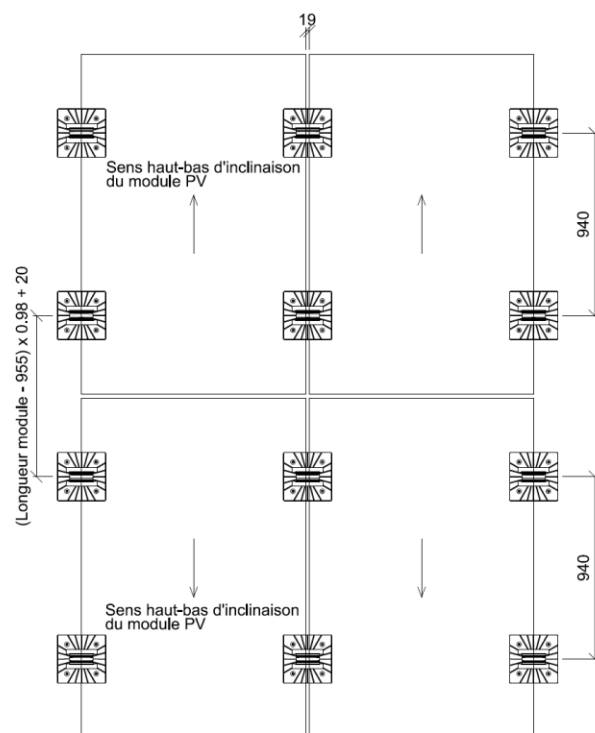 19
Sens haut-bas d'inclinaison
du module PV
940
(Longueur module - 955) x 0.98 + 20
940
Sens haut-bas d'inclinaison
du module PV